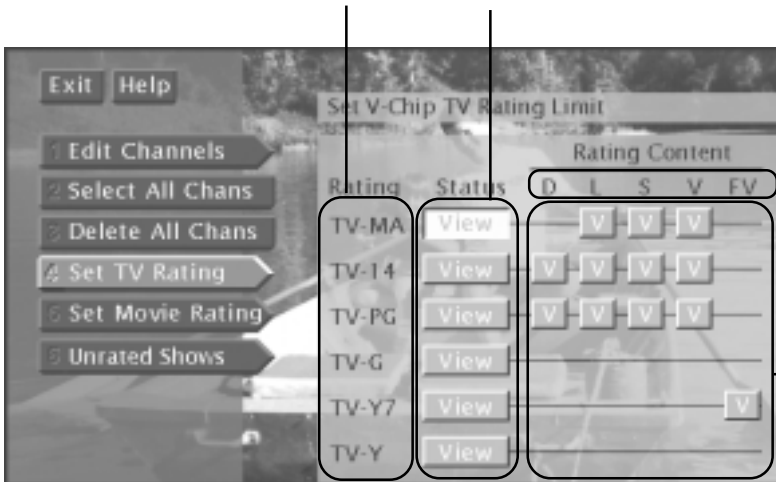 Exit Help
Set V-Chip TV Rating Limit
1 Edit Channels
2 Select All Chans
3 Delete All Chans
4 Set TV Rating
5 Set Movie Rating
6 Unrated Shows
Rating Content
Rating Status D L S V FV
TV-MA View V V V
TV-14 View V V V V
TV-PG View V V V V
TV-G View
TV-Y7 View V
TV-Y View